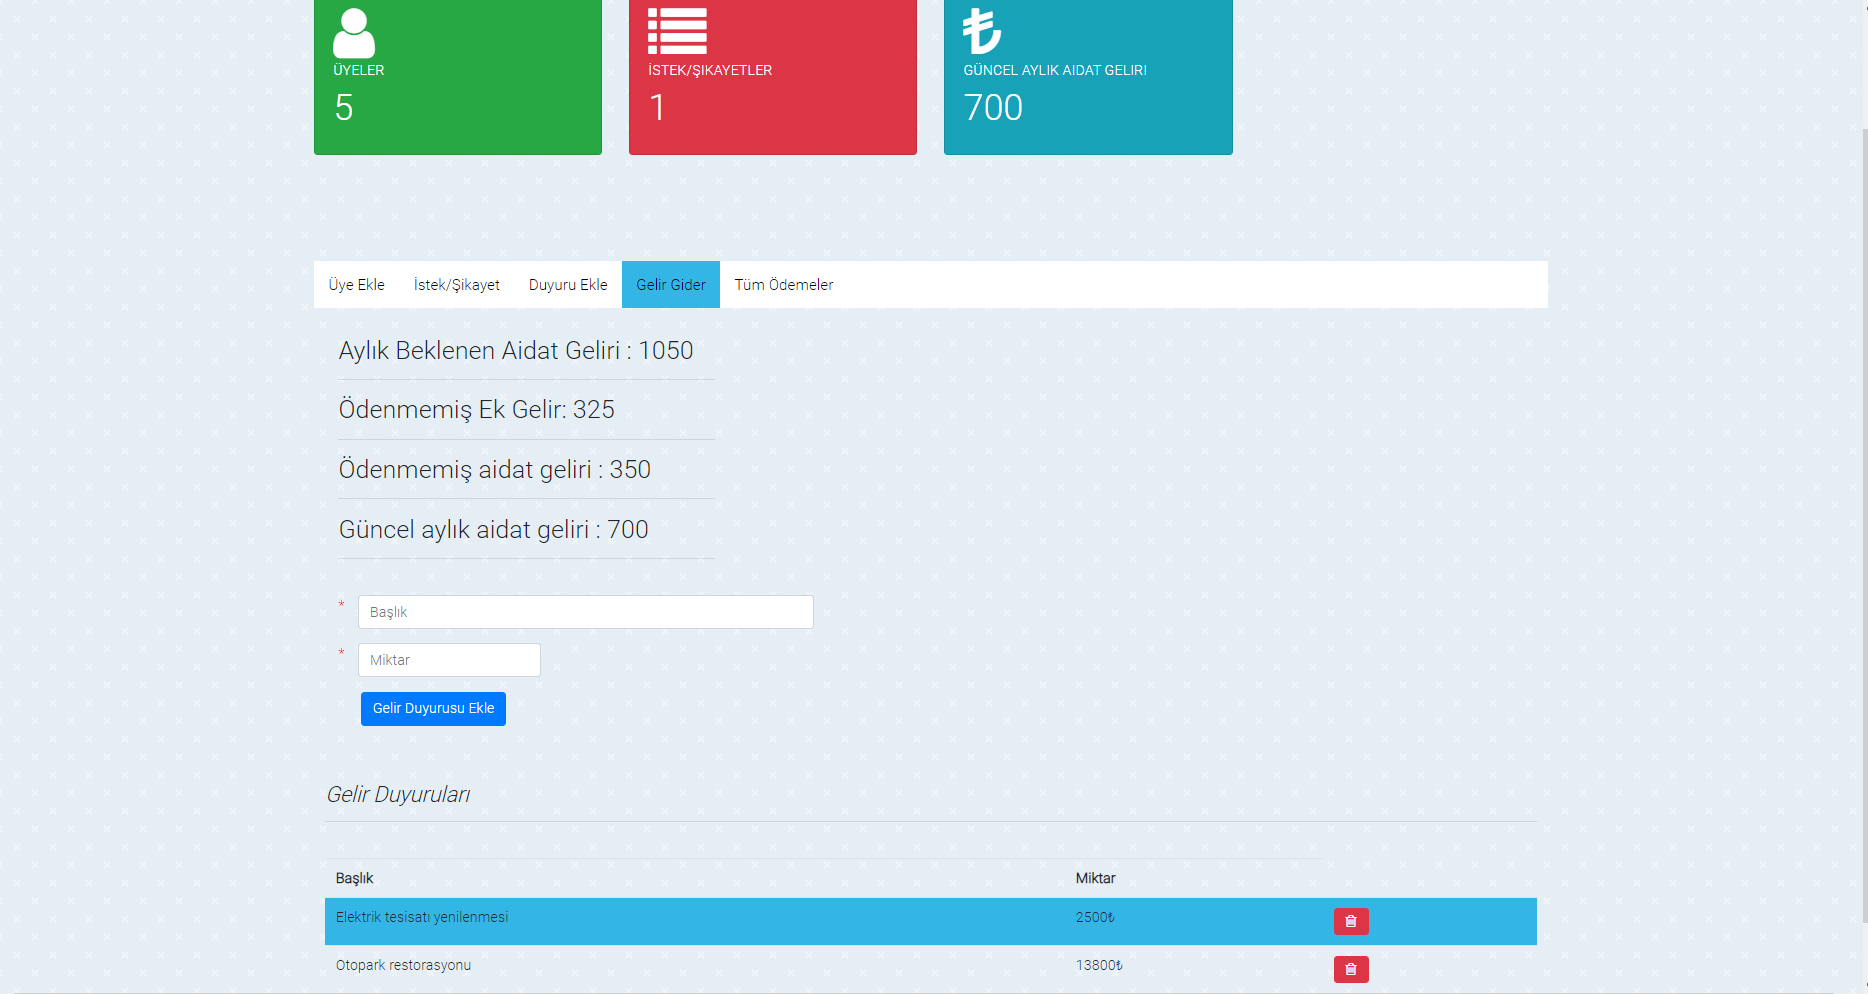 ÜYELER
5
İSTEK/ŞIKAYETLER
1
GÜNCEL AYLIK AIDAT GELIRI
700
Üye Ekle
İstek/Şikayet
Duyuru Ekle
Gelir Gider
Tüm Ödemeler
Aylık Beklenen Aidat Geliri : 1050
Ödenmemiş Ek Gelir: 325
Ödenmemiş aidat geliri : 350
Güncel aylık aidat geliri : 700
* Başlık
* Miktar
Gelir Duyurusu Ekle
Gelir Duyuruları
Başlık Miktar
Elektrik tesisatı yenilenmesi 2500₺
Otopark restorasyonu 13800₺